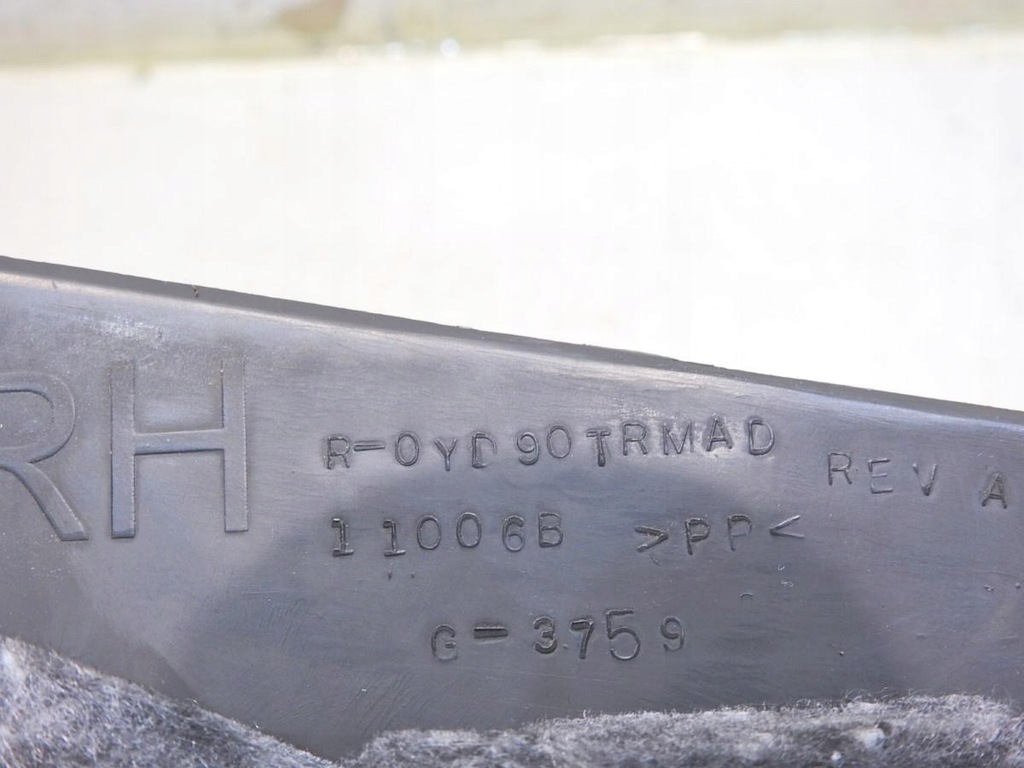 RH
R-0YD90TRMAD REV A
11006B >PP<
G-3759